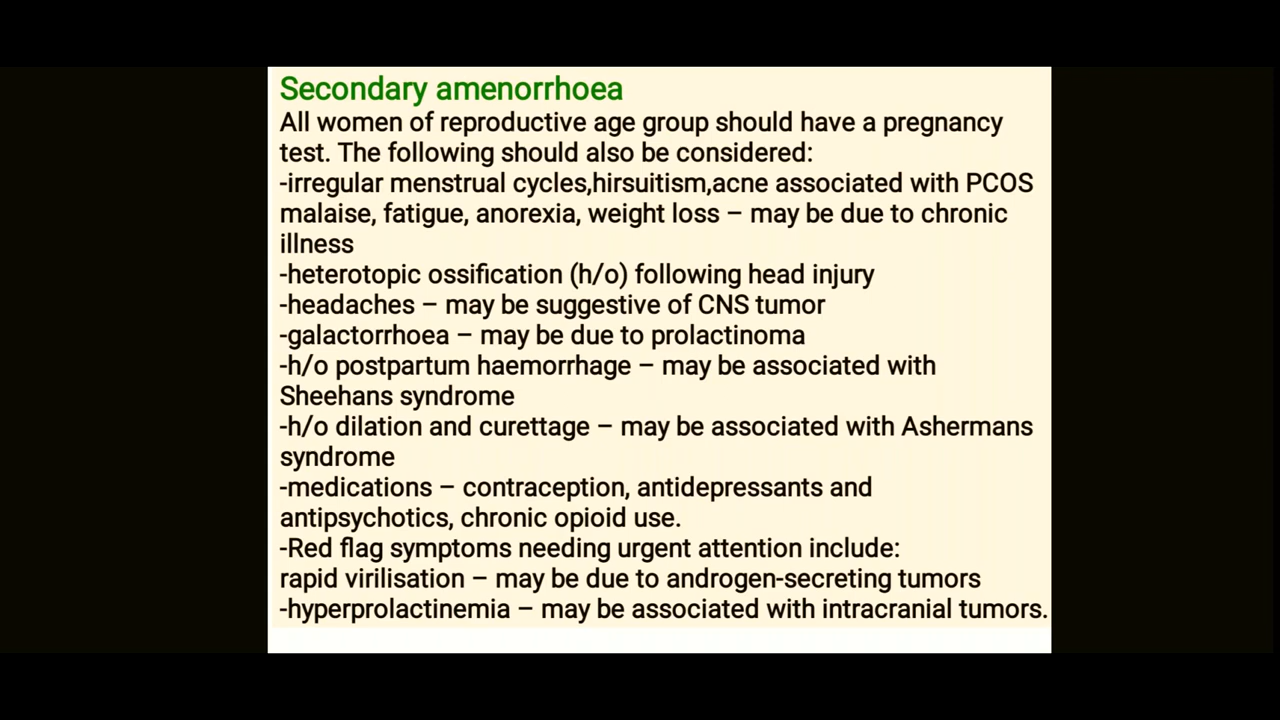 Secondary amenorrhoea
All women of reproductive age group should have a pregnancy
test. The following should also be considered:
-irregular menstrual cycles,hirsuitism,acne associated with PCOS
malaise, fatigue, anorexia, weight loss – may be due to chronic
illness
-heterotopic ossification (h/o) following head injury
-headaches – may be suggestive of CNS tumor
-galactorrhoea – may be due to prolactinoma
-h/o postpartum haemorrhage – may be associated with
Sheehans syndrome
-h/o dilation and curettage – may be associated with Ashermans
syndrome
-medications – contraception, antidepressants and
antipsychotics, chronic opioid use.
-Red flag symptoms needing urgent attention include:
rapid virilisation – may be due to androgen-secreting tumors
-hyperprolactinemia – may be associated with intracranial tumors.